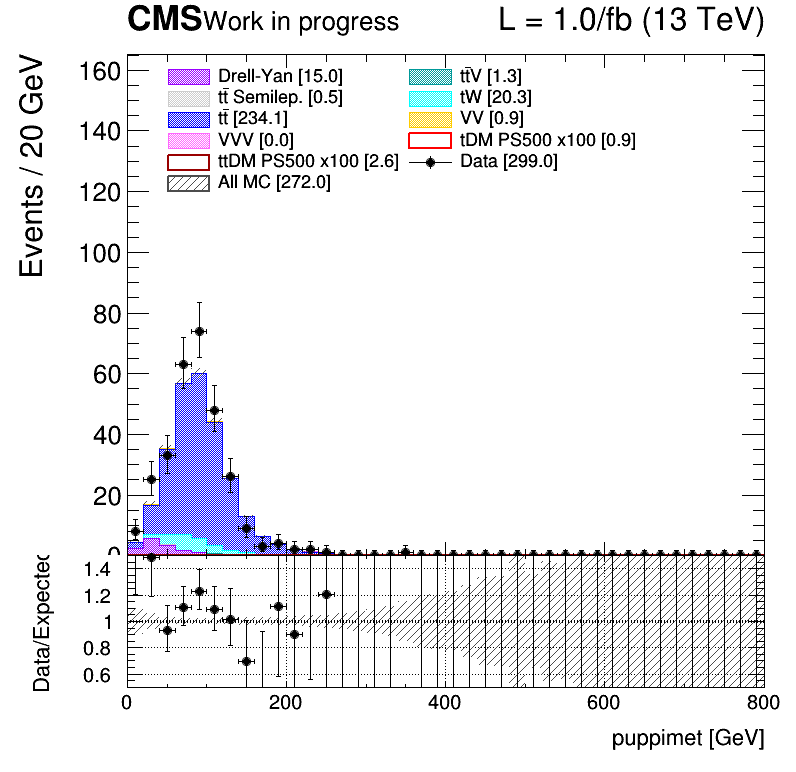 CMS Work in progress L = 1.0/fb (13 TeV)
Events / 20 GeV
160
140
120
100
80
60
40
20
0
Drell-Yan [15.0]
tt̄V [1.3]
tt̄ Semilep. [0.5]
tW [20.3]
tt̄ [234.1]
VV [0.9]
VVV [0.0]
tDM PS500 x100 [0.9]
ttDM PS500 x100 [2.6]
Data [299.0]
All MC [272.0]
Data/Expected
1.4
1.2
1
0.8
0.6
0 200 400 600 800
puppimet [GeV]